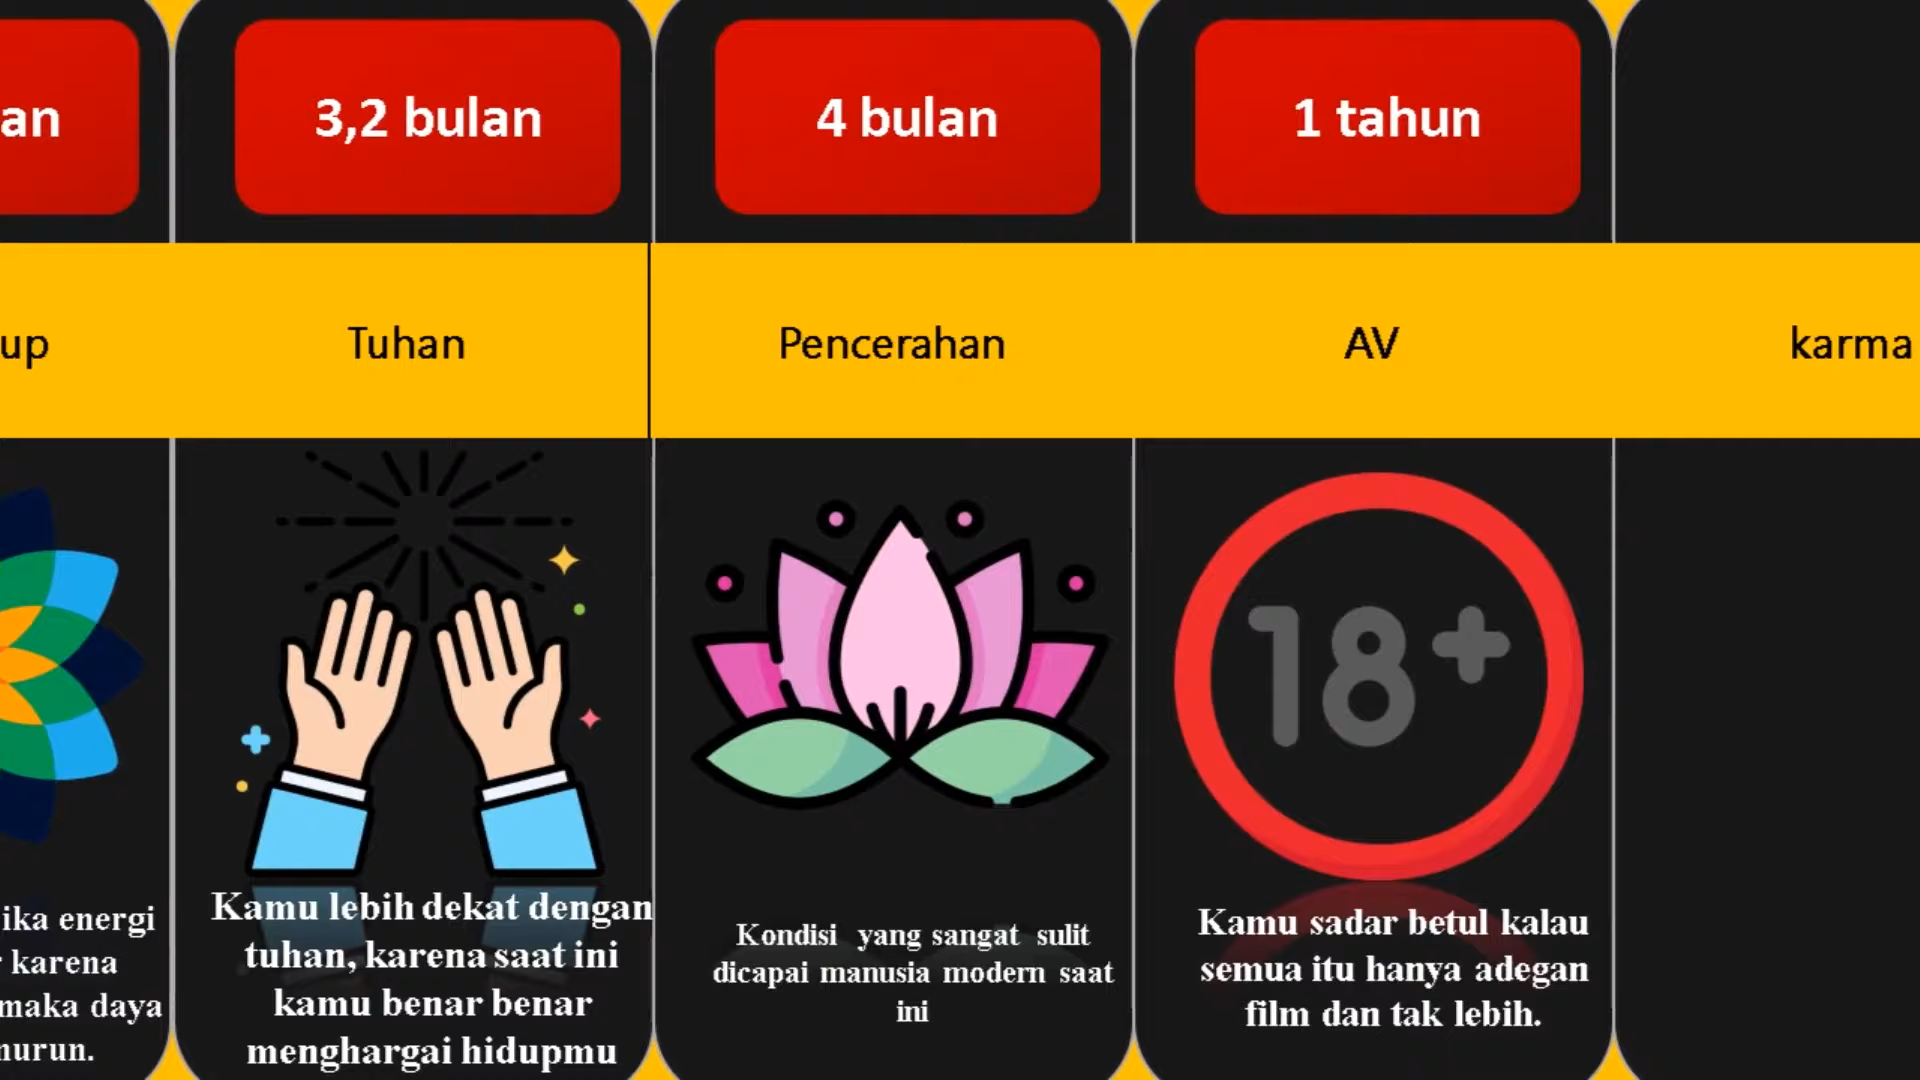 an
3,2 bulan
4 bulan
1 tahun
up
Tuhan
Pencerahan
AV
karma
ika energi
karena
maka daya
nurun.
Kamu lebih dekat dengan
tuhan, karena saat ini
kamu benar benar
menghargai hidupmu
Kondisi yang sangat sulit
dicapai manusia modern saat
ini
18+
Kamu sadar betul kalau
semua itu hanya adegan
film dan tak lebih.